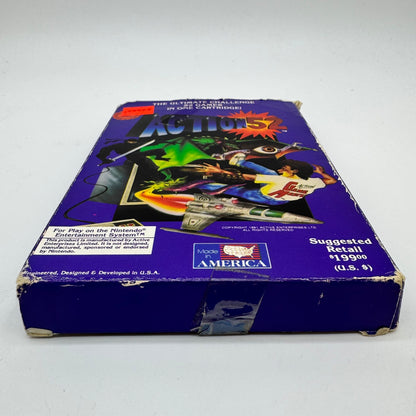 THE ULTIMATE CHALLENGE
52 GAMES
IN ONE CARTRIDGE!
ACTION 52
For Play on the Nintendo®
Entertainment System™
This product is manufactured by Active
Enterprises Limited. It is not designed,
manufactured, sponsored or endorsed
by Nintendo.
COPYRIGHT 1991 ACTIVE ENTERPRISES LTD.
ALL RIGHTS RESERVED
Made in
AMERICA
Suggested
Retail
$199.00
(U.S. $)
Engineered, Designed & Developed in U.S.A.